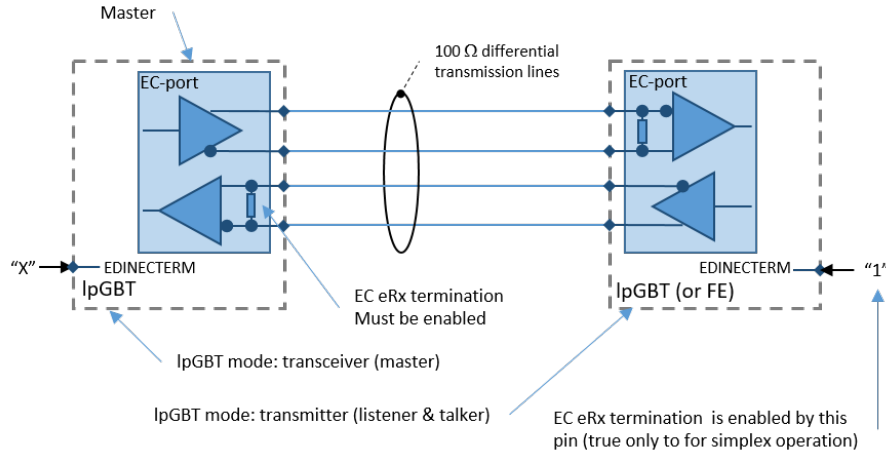 Master
100 Ω differential
transmission lines
EC-port
EC-port
"X"
EDINECTERM
lpGBT
EDINECTERM
"1"
lpGBT (or FE)
EC eRx termination
Must be enabled
lpGBT mode: transceiver (master)
lpGBT mode: transmitter (listener & talker)
EC eRx termination is enabled by this
pin (true only to for simplex operation)